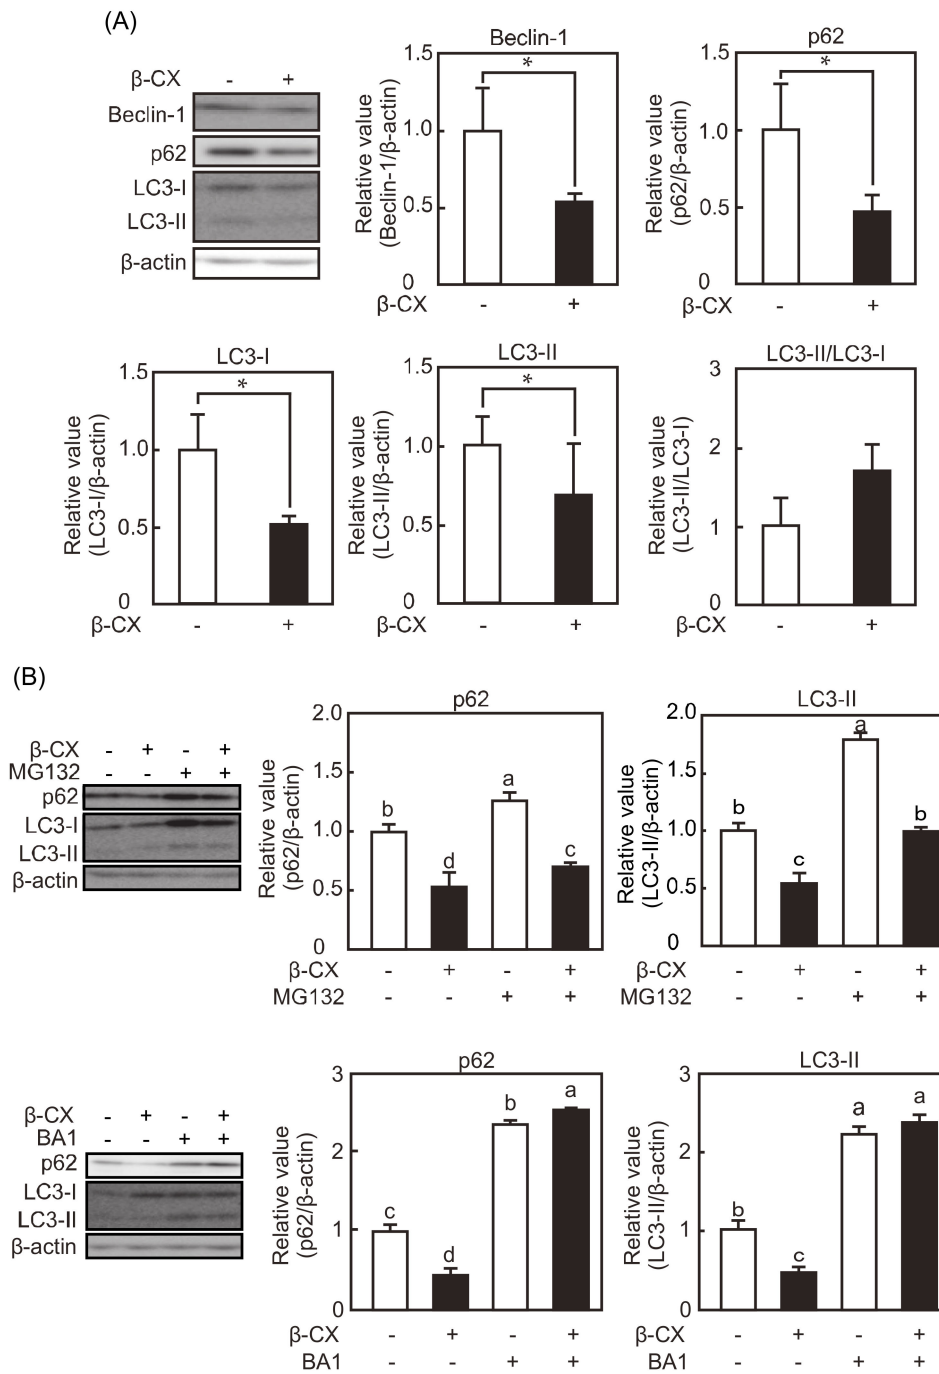 (A)
β-CX - +
Beclin-1
p62
LC3-I
LC3-II
β-actin
Beclin-1
Relative value
(Beclin-1/β-actin)
1.5
1.0
0.5
0
*
β-CX - +
p62
Relative value
(p62/β-actin)
1.5
1.0
0.5
0
*
β-CX - +
LC3-I
Relative value
(LC3-I/β-actin)
1.5
1.0
0.5
0
*
β-CX - +
LC3-II
Relative value
(LC3-II/β-actin)
1.5
1.0
0.5
0
*
β-CX - +
LC3-II/LC3-I
Relative value
(LC3-II/LC3-I)
3
2
1
0
β-CX - +
(B)
β-CX - + - +
MG132 - - + +
p62
LC3-I
LC3-II
β-actin
p62
Relative value
(p62/β-actin)
2.0
1.5
1.0
0.5
0
b d a c
β-CX - + - +
MG132 - - + +
LC3-II
Relative value
(LC3-II/β-actin)
2.0
1.5
1.0
0.5
0
b c a b
β-CX - + - +
MG132 - - + +
β-CX - + - +
BA1 - - + +
p62
LC3-I
LC3-II
β-actin
p62
Relative value
(p62/β-actin)
3
2
1
0
c d b a
β-CX - + - +
BA1 - - + +
LC3-II
Relative value
(LC3-II/β-actin)
3
2
1
0
b c a a
β-CX - + - +
BA1 - - + +